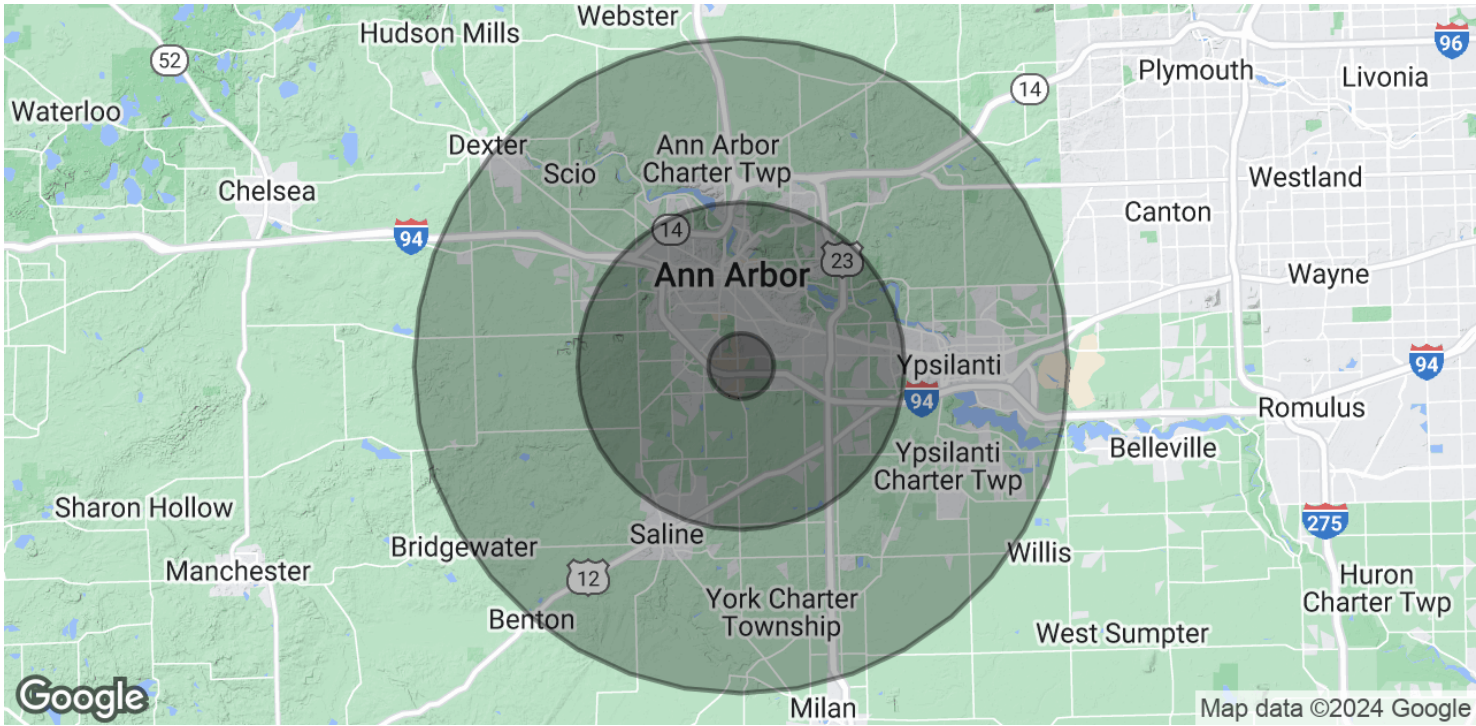 Webster
Hudson Mills
52
96
Plymouth
Livonia
14
Waterloo
Dexter
Ann Arbor
Charter Twp
Scio
Chelsea
Westland
Canton
94
14
23
Ann Arbor
Wayne
Ypsilanti
94
94
Romulus
Belleville
Ypsilanti
Charter Twp
Sharon Hollow
Saline
275
Bridgewater
Willis
Manchester
12
Huron
Charter Twp
Benton
York Charter
Township
West Sumpter
Google
Milan
Map data ©2024 Google